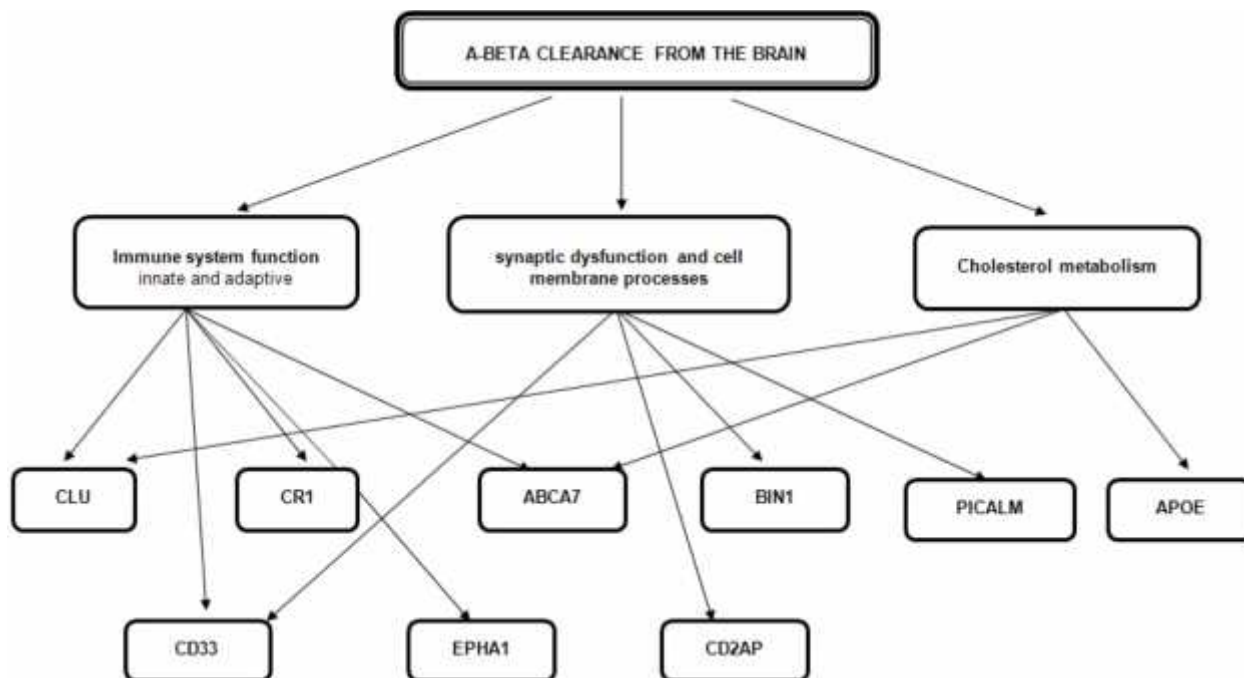 A-BETA CLEARANCE FROM THE BRAIN
Immune system function
innate and adaptive
synaptic dysfunction and cell
membrane processes
Cholesterol metabolism
CLU
CR1
ABCA7
BIN1
PICALM
APOE
CD33
EPHA1
CD2AP